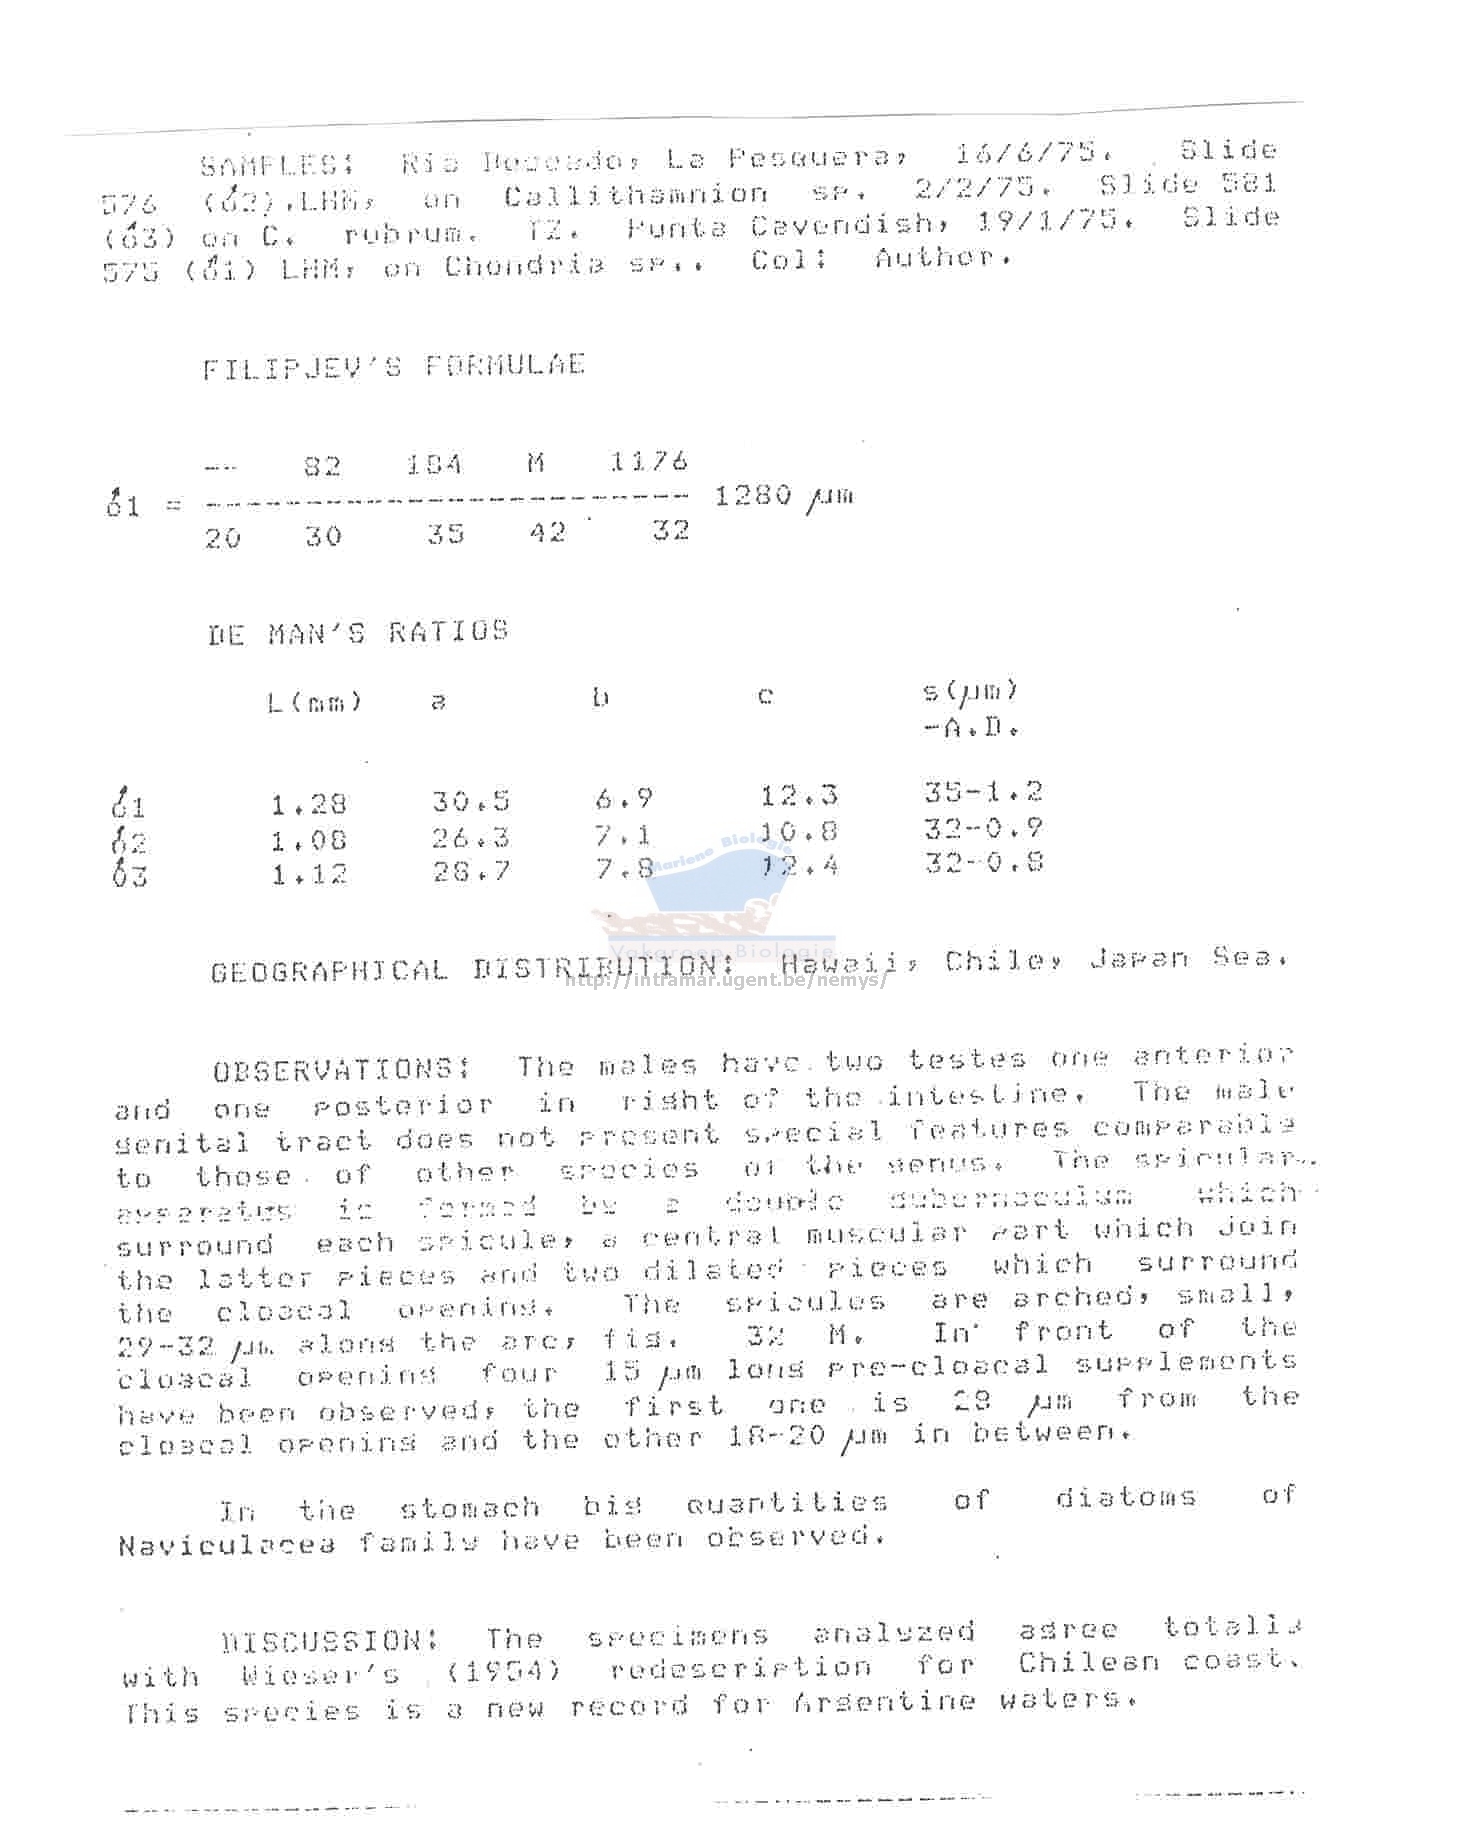 SAMPLES: Ria Deseado, La Pesquera, 16/6/75. Slide
576 (♂2), LHM, on Callithamnion sp. 2/2/75. Slide 581
(♂3) on C. rubrum. TZ. Punta Cavendish, 19/1/75. Slide
575 (♂1) LHM, on Chondria sp.. Col: Author.
FILIPJEV'S FORMULAE
-- 82 184 M 1176
♂1 = ------------------------- 1280 µm
20 30 35 42 32
DE MAN'S RATIOS
L(mm) a b c s(µm)
-A.D.
♂1 1.28 30.5 6.9 12.3 35-1.2
♂2 1.08 26.3 7.1 10.8 32-0.9
♂3 1.12 28.7 7.8 12.4 32-0.8
Mariene Biologie
Vakgroep Biologie
GEOGRAPHICAL DISTRIBUTION: Hawaii, Chile, Japan Sea.
http://intramar.ugent.be/nemys/
OBSERVATIONS: The males have two testes one anterior
and one posterior in right of the intestine. The male
genital tract does not present special features comparable
to those of other species of the genus. The spicular
apparatus is formed by a double gubernaculum which
surround each spicule, a central muscular part which join
the latter pieces and two dilated pieces which surround
the cloacal opening. The spicules are arched, small,
29-32 µm along the arc, fig. 32 M. In front of the
cloacal opening four 15 µm long pre-cloacal supplements
have been observed, the first one is 28 µm from the
cloacal opening and the other 18-20 µm in between.
In the stomach big quantities of diatoms of
Naviculacea family have been observed.
DISCUSSION: The specimens analyzed agree totally
with Wieser's (1954) redescription for Chilean coast.
This species is a new record for Argentine waters.